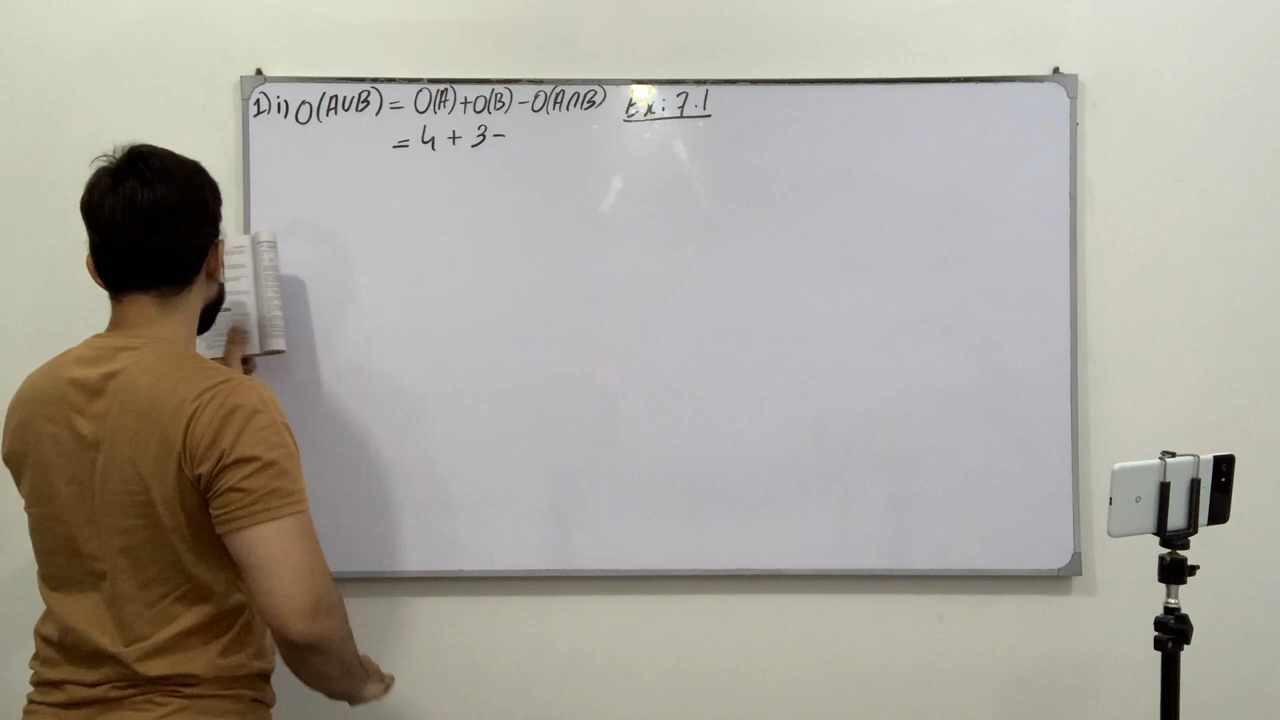 1) i) O(A∪B) = O(A)+O(B)-O(A∩B) Ex: 7.1
= 4 + 3 -